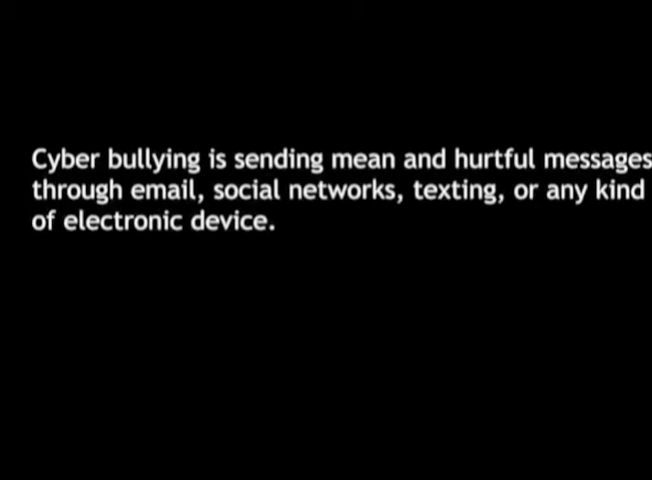 Cyber bullying is sending mean and hurtful messages
through email, social networks, texting, or any kind
of electronic device.